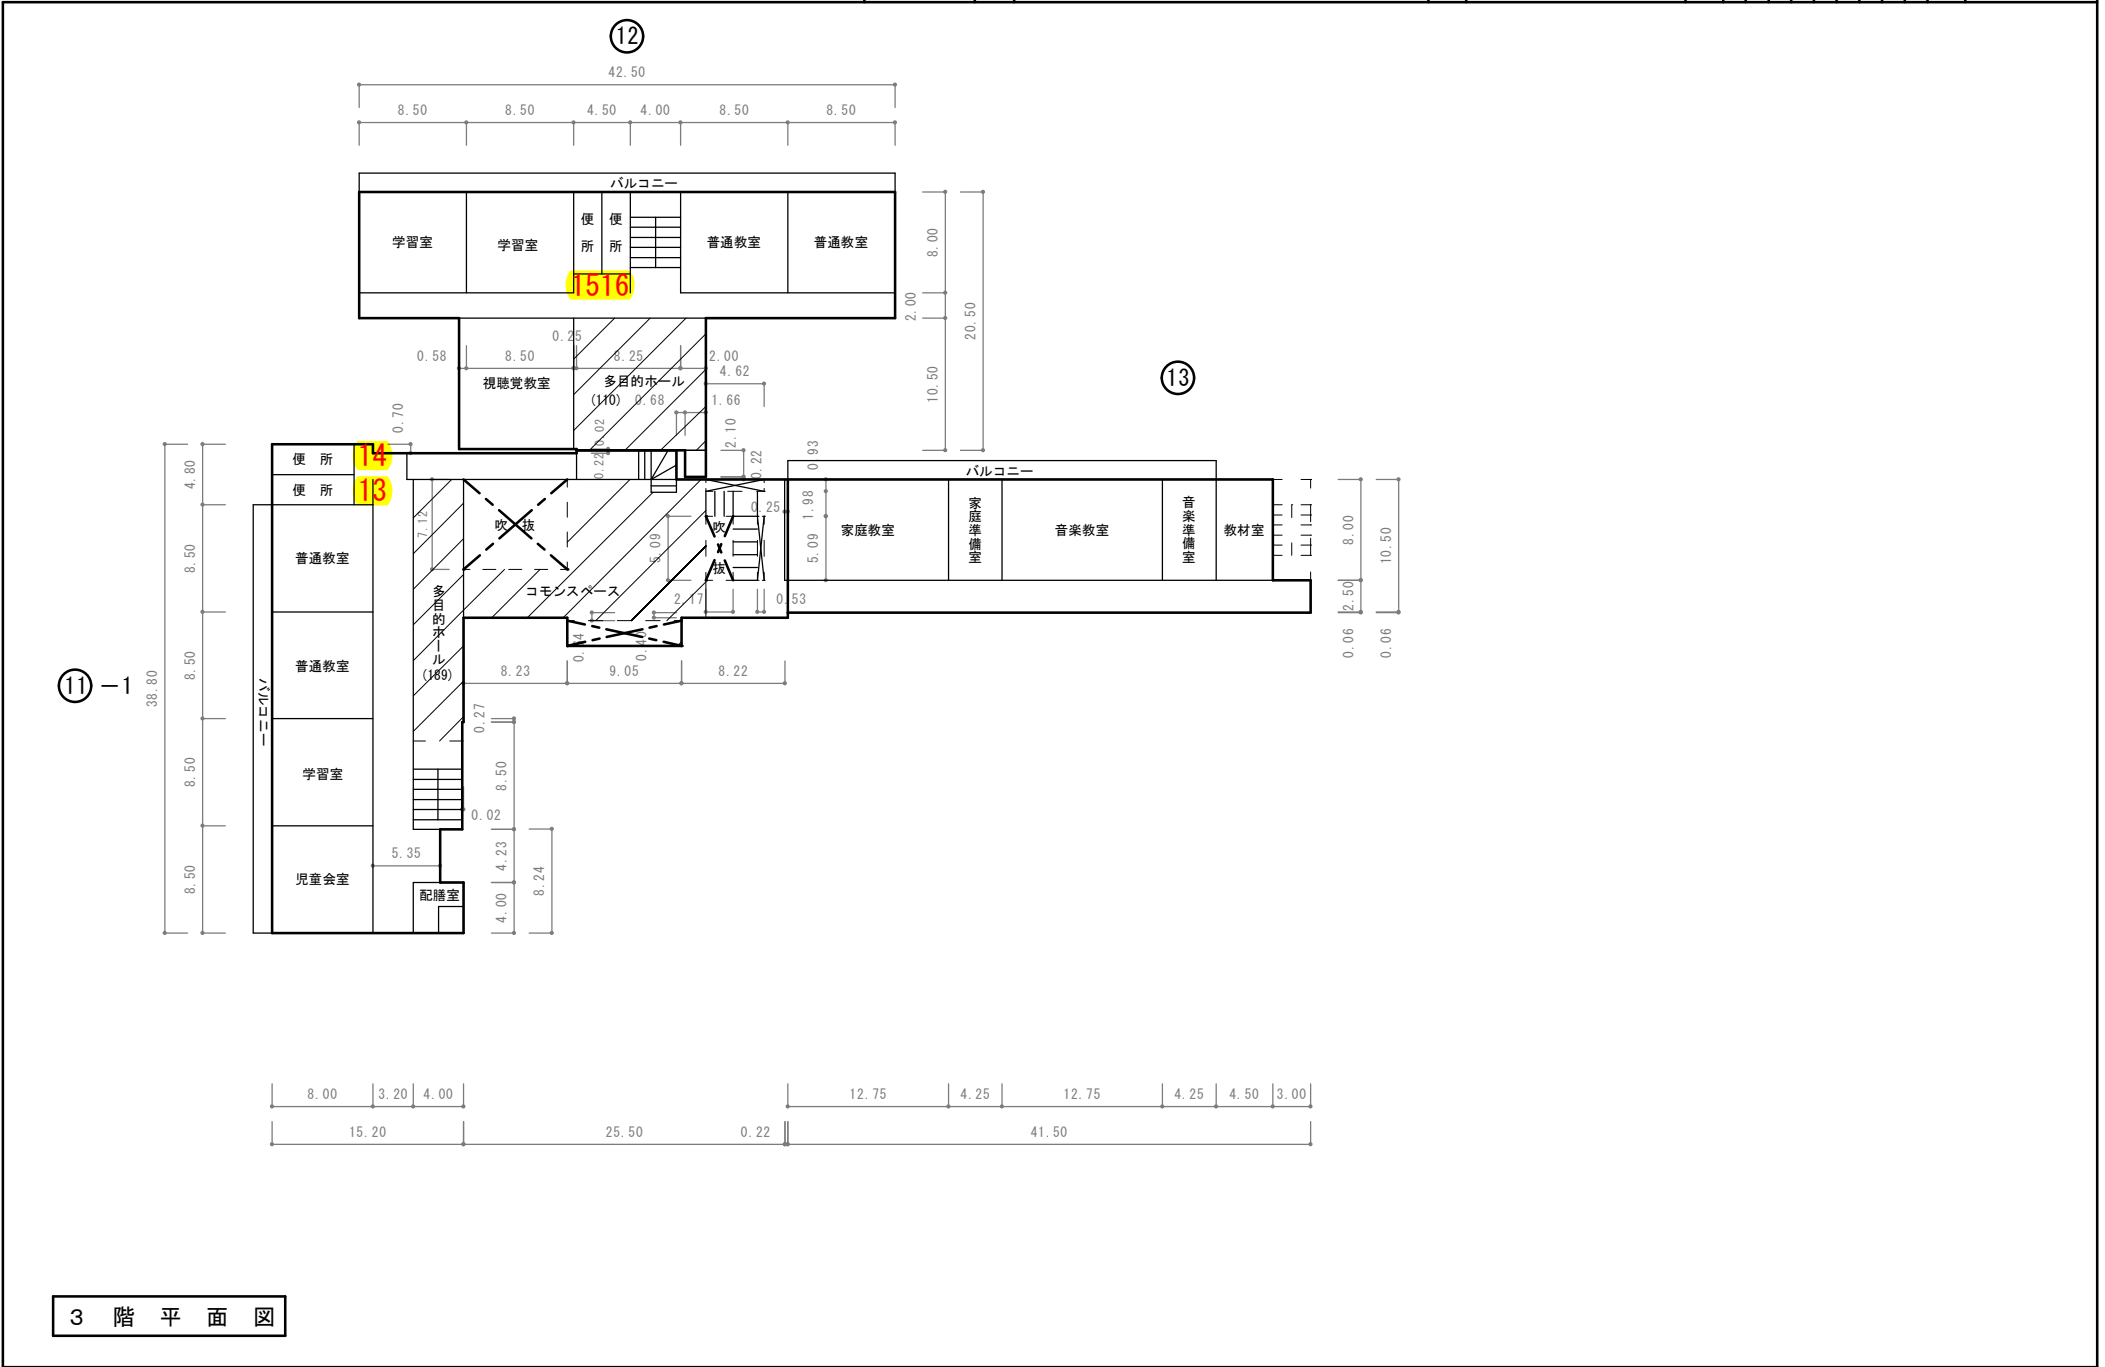 ⑫
42.50
8.50 8.50 4.50 4.00 8.50 8.50
バルコニー
学習室 学習室 便所 便所 普通教室 普通教室
1516
8.00
2.00
20.50
10.50
0.25
0.58 8.50 8.25 2.00
4.62
視聴覚教室 多目的ホール
(110) 0.68 1.66
⑬
0.70
0.02
0.22
2.10
0.22
0.93
便 所 14
便 所 13
4.80
バルコニー
7.12
吹 抜
吹
抜
5.09
0.25
1.98
5.09
家庭教室 家庭準備室 音楽教室 音楽準備室 教材室
8.00
10.50
2.50
0.06 0.06
普通教室
8.50
多目的ホール
(189)
コモンスペース
2.17 0.53
普通教室
8.50
8.23 9.05 8.22
⑪－1
38.80
バルコニー
0.27
学習室
8.50
8.50
0.02
児童会室
8.50
5.35
4.23
8.24
配膳室
4.00
8.00 3.20 4.00
15.20 25.50 0.22
12.75 4.25 12.75 4.25 4.50 3.00
41.50
3 階 平 面 図